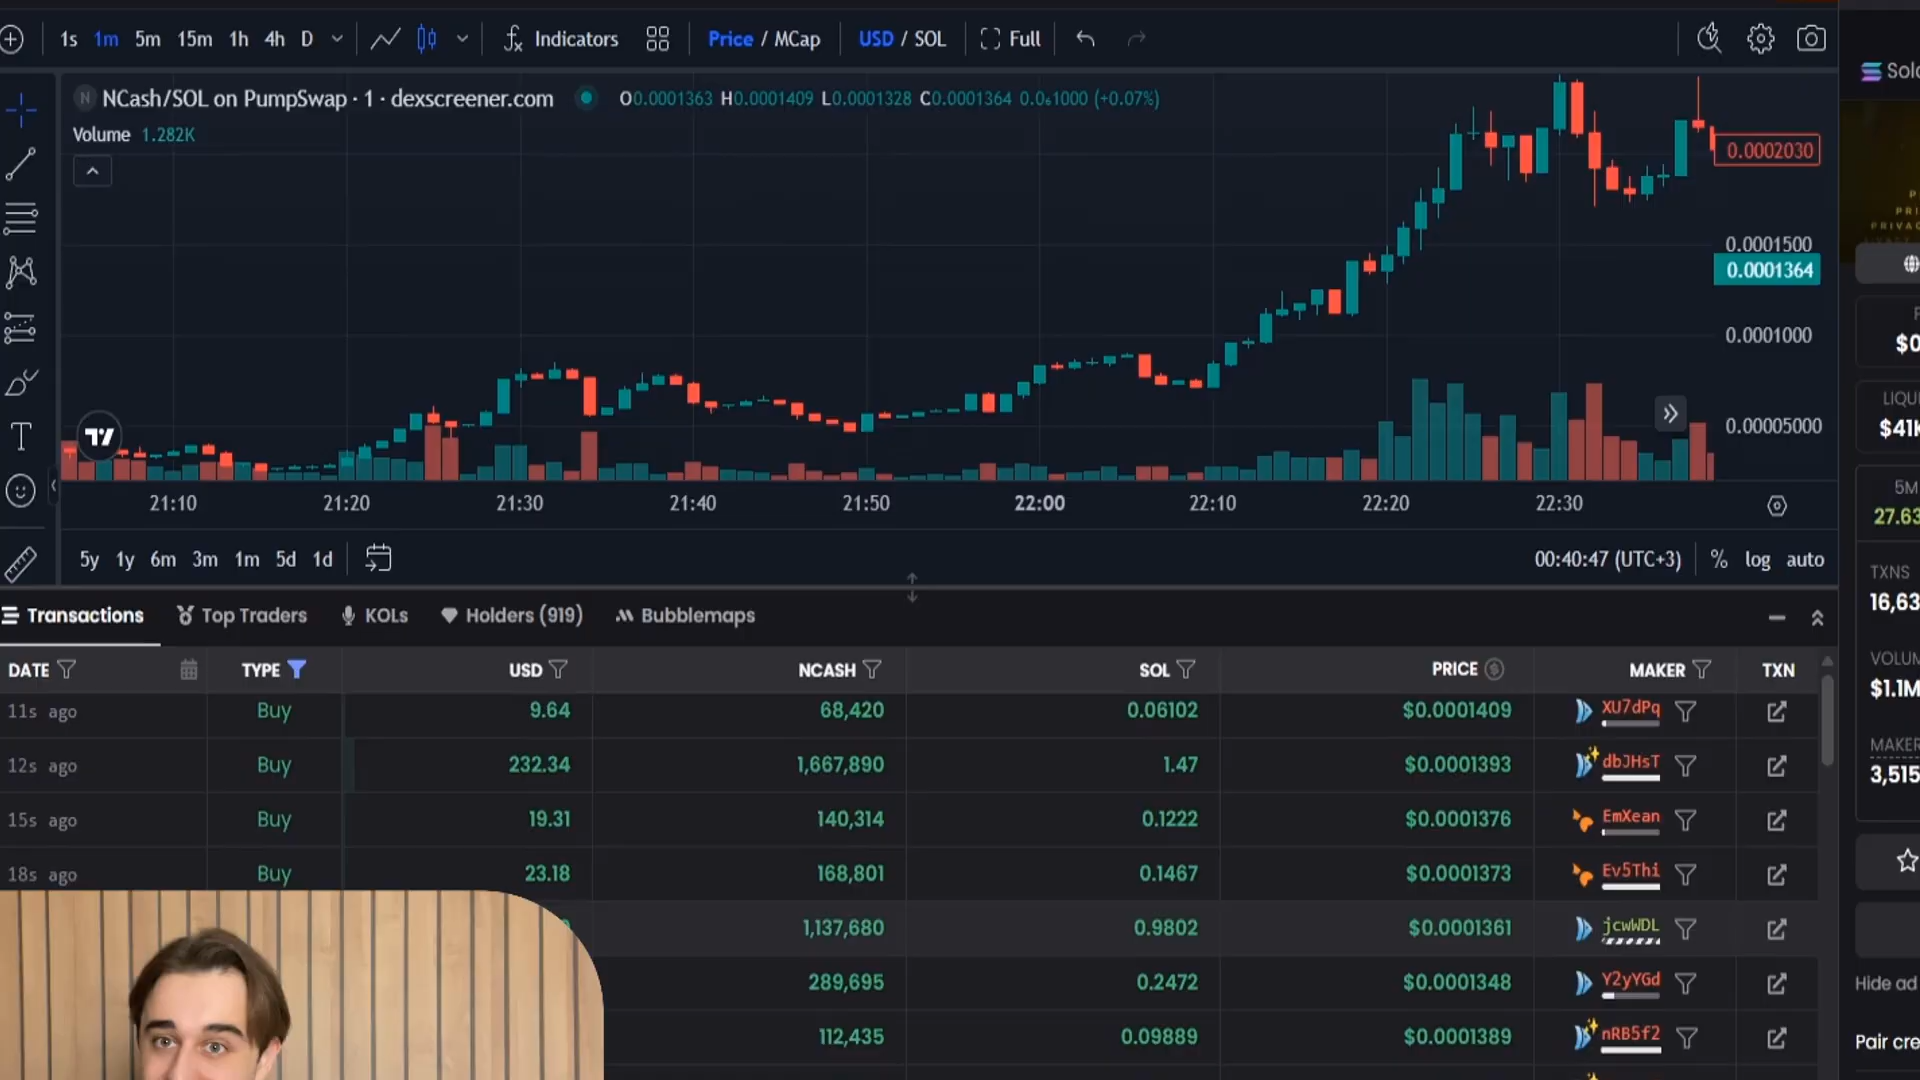 1s 1m 5m 15m 1h 4h D Indicators Price / MCap USD / SOL Full
N NCash/SOL on PumpSwap · 1 · dexscreener.com O0.0001363 H0.0001409 L0.0001328 C0.0001364 0.0₆1000 (+0.07%)
Volume 1.282K
0.0002030
0.0001500
0.0001364
0.0001000
0.00005000
21:10 21:20 21:30 21:40 21:50 22:00 22:10 22:20 22:30
5y 1y 6m 3m 1m 5d 1d 00:40:47 (UTC+3) % log auto
Transactions Top Traders KOLs Holders (919) Bubblemaps
DATE TYPE USD NCASH SOL PRICE MAKER TXN
11s ago Buy 9.64 68,420 0.06102 $0.0001409 XU7dPq
12s ago Buy 232.34 1,667,890 1.47 $0.0001393 dbJHsT
15s ago Buy 19.31 140,314 0.1222 $0.0001376 EmXean
18s ago Buy 23.18 168,801 0.1467 $0.0001373 Ev5Thi
1,137,680 0.9802 $0.0001361 jcwWDL
289,695 0.2472 $0.0001348 Y2yYGd
112,435 0.09889 $0.0001389 nRB5f2
Sol
P
PRI
PRIVAC
P
$0
LIQU
$41K
5M
27.63
TXNS
16,63
VOLUM
$1.1M
MAKER
3,515
Hide ad
Pair cre